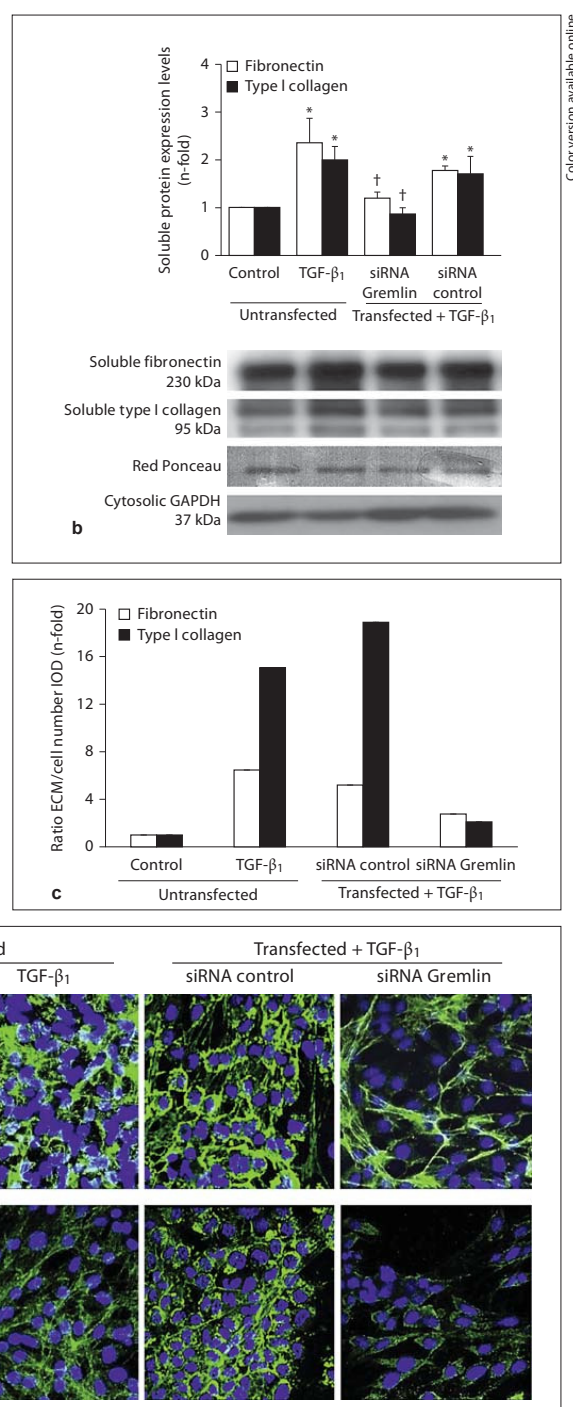 Color version available online
Soluble protein expression levels
(n-fold)
4
3
2
1
0
Fibronectin
Type I collagen
*
*
†
†
*
*
Control
TGF-β₁
siRNA
Gremlin
siRNA
control
Untransfected
Transfected + TGF-β₁
Soluble fibronectin
230 kDa
Soluble type I collagen
95 kDa
Red Ponceau
Cytosolic GAPDH
37 kDa
b
Ratio ECM/cell number IOD (n-fold)
20
16
12
8
4
0
Fibronectin
Type I collagen
Control
TGF-β₁
siRNA control
siRNA Gremlin
Untransfected
Transfected + TGF-β₁
c
d
Transfected + TGF-β₁
TGF-β₁
siRNA control
siRNA Gremlin